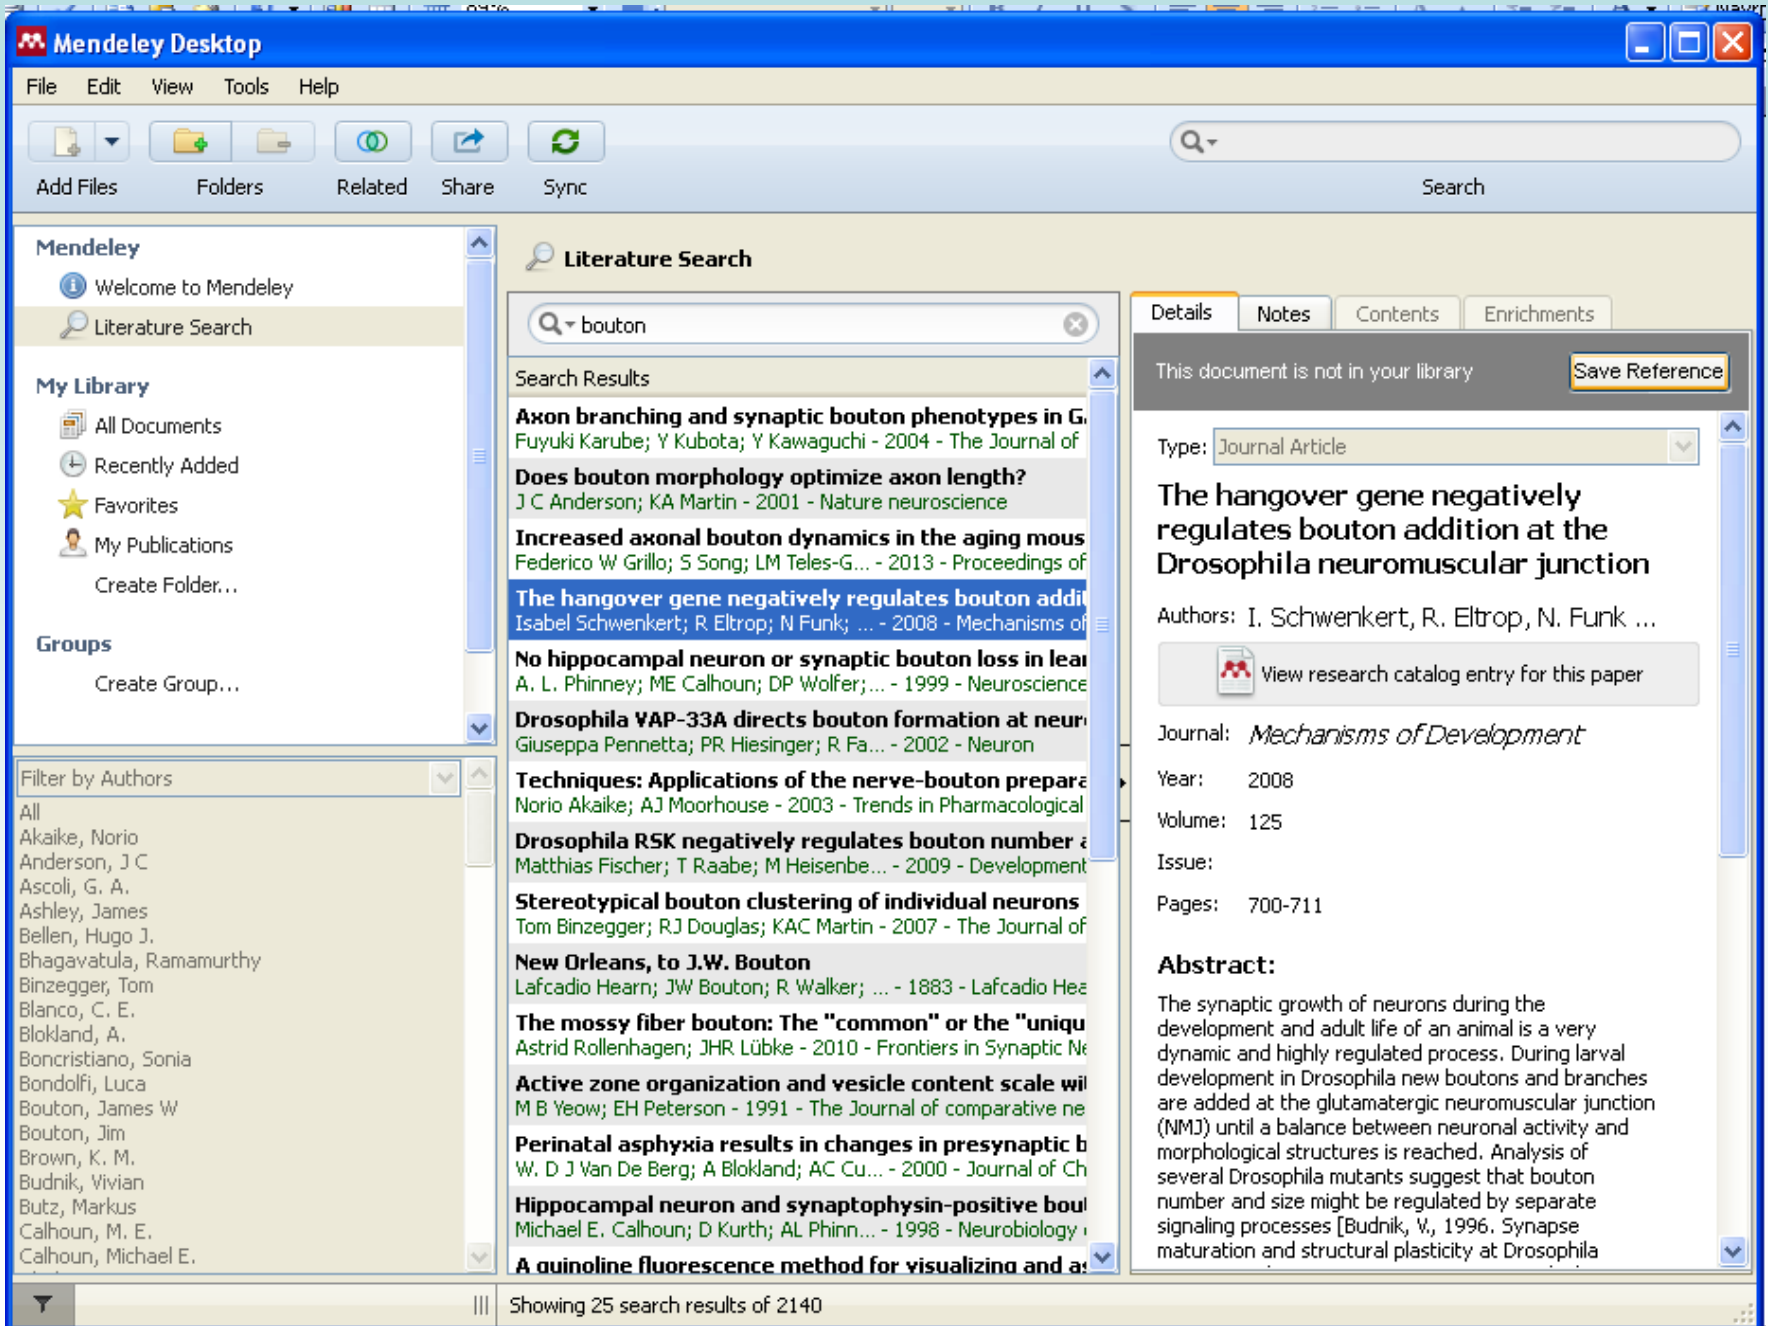 89%
Mendeley Desktop
File Edit View Tools Help
Add Files Folders Related Share Sync Search
Mendeley
Welcome to Mendeley
Literature Search
My Library
All Documents
Recently Added
Favorites
My Publications
Create Folder...
Groups
Create Group...
Filter by Authors
All
Akaike, Norio
Anderson, J C
Ascoli, G. A.
Ashley, James
Bellen, Hugo J.
Bhagavatula, Ramamurthy
Binzegger, Tom
Blanco, C. E.
Blokland, A.
Boncristiano, Sonia
Bondolfi, Luca
Bouton, James W
Bouton, Jim
Brown, K. M.
Budnik, Vivian
Butz, Markus
Calhoun, M. E.
Calhoun, Michael E.
Literature Search
bouton
Search Results
Axon branching and synaptic bouton phenotypes in G
Fuyuki Karube; Y Kubota; Y Kawaguchi - 2004 - The Journal of
Does bouton morphology optimize axon length?
J C Anderson; KA Martin - 2001 - Nature neuroscience
Increased axonal bouton dynamics in the aging mous
Federico W Grillo; S Song; LM Teles-G... - 2013 - Proceedings of
The hangover gene negatively regulates bouton addi
Isabel Schwenkert; R Eltrop; N Funk; ... - 2008 - Mechanisms of
No hippocampal neuron or synaptic bouton loss in lea
A. L. Phinney; ME Calhoun; DP Wolfer;... - 1999 - Neuroscience
Drosophila VAP-33A directs bouton formation at neur
Giuseppa Pennetta; PR Hiesinger; R Fa... - 2002 - Neuron
Techniques: Applications of the nerve-bouton prepara
Norio Akaike; AJ Moorhouse - 2003 - Trends in Pharmacological
Drosophila RSK negatively regulates bouton number a
Matthias Fischer; T Raabe; M Heisenbe... - 2009 - Development
Stereotypical bouton clustering of individual neurons
Tom Binzegger; RJ Douglas; KAC Martin - 2007 - The Journal of
New Orleans, to J.W. Bouton
Lafcadio Hearn; JW Bouton; R Walker; ... - 1883 - Lafcadio Hea
The mossy fiber bouton: The "common" or the "uniqu
Astrid Rollenhagen; JHR Lübke - 2010 - Frontiers in Synaptic Ne
Active zone organization and vesicle content scale wi
M B Yeow; EH Peterson - 1991 - The Journal of comparative ne
Perinatal asphyxia results in changes in presynaptic b
W. D J Van De Berg; A Blokland; AC Cu... - 2000 - Journal of Ch
Hippocampal neuron and synaptophysin-positive bou
Michael E. Calhoun; D Kurth; AL Phinn... - 1998 - Neurobiology
A quinoline fluorescence method for visualizing and as
Showing 25 search results of 2140
Details Notes Contents Enrichments
This document is not in your library Save Reference
Type: Journal Article
The hangover gene negatively
regulates bouton addition at the
Drosophila neuromuscular junction
Authors: I. Schwenkert, R. Eltrop, N. Funk ...
View research catalog entry for this paper
Journal: Mechanisms of Development
Year: 2008
Volume: 125
Issue:
Pages: 700-711
Abstract:
The synaptic growth of neurons during the
development and adult life of an animal is a very
dynamic and highly regulated process. During larval
development in Drosophila new boutons and branches
are added at the glutamatergic neuromuscular junction
(NMJ) until a balance between neuronal activity and
morphological structures is reached. Analysis of
several Drosophila mutants suggest that bouton
number and size might be regulated by separate
signaling processes [Budnik, V., 1996. Synapse
maturation and structural plasticity at Drosophila